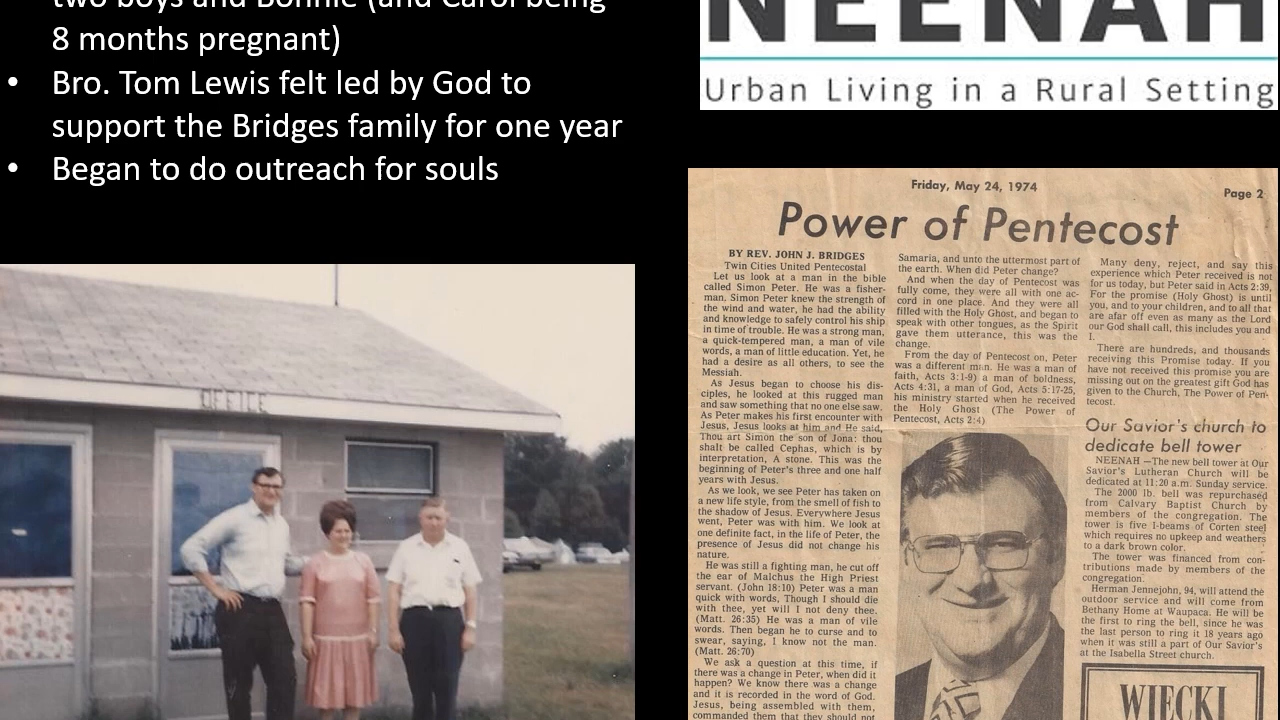 two boys and Bonnie (and Carol being
8 months pregnant)
• Bro. Tom Lewis felt led by God to
support the Bridges family for one year
• Began to do outreach for souls
NEENAH
Urban Living in a Rural Setting
OFFICE
Friday, May 24, 1974
Page 2
Power of Pentecost
BY REV. JOHN J. BRIDGES
Twin Cities United Pentecostal
Let us look at a man in the bible
called Simon Peter. He was a fisher-
man, Simon Peter knew the strength of
the wind and water, he had the ability
and knowledge to safely control his ship
in time of trouble. He was a strong man,
a quick-tempered man, a man of vile
words, a man of little education. Yet, he
had a desire as all others, to see the
Messiah.
As Jesus began to choose his dis-
ciples, he looked at this rugged man
and saw something that no one else saw.
As Peter makes his first encounter with
Jesus, Jesus looks at him and He said,
Thou art Simon the son of Jona: thou
shalt be called Cephas, which is by
interpretation, A stone. This was the
beginning of Peter's three and one half
years with Jesus.
As we look, we see Peter has taken on
a new life style, from the smell of fish to
the shadow of Jesus. Everywhere Jesus
went, Peter was with him. We look at
one definite fact, in the life of Peter, the
presence of Jesus did not change his
nature.
He was still a fighting man, he cut off
the ear of Malchus the High Priest
servant. (John 18:10) Peter was a man
quick with words, Though I should die
with thee, yet will I not deny thee.
(Matt. 26:35) He was a man of vile
words. Then began he to curse and to
swear, saying, I know not the man.
(Matt. 26:70)
We ask a question at this time, if
there was a change in Peter, when did it
happen? We know there was a change
and it is recorded in the word of God.
Jesus, being assembled with them,
commanded them that they should not
Samaria, and unto the uttermost part of
the earth. When did Peter change?
And when the day of Pentecost was
fully come, they were all with one ac-
cord in one place. And they were all
filled with the Holy Ghost, and began to
speak with other tongues, as the Spirit
gave them utterance, this was the
change.
From the day of Pentecost on, Peter
was a different man. He was a man of
faith, Acts 3:1-9) a man of boldness,
Acts 4:31, a man of God, Acts 5:17-25,
his ministry started when he received
the Holy Ghost (The Power of
Pentecost, Acts 2:4)
Many deny, reject, and say this
experience which Peter received is not
for us today, but Peter said in Acts 2:39,
For the promise (Holy Ghost) is until
you, and to your children, and to all that
are afar off even as many as the Lord
our God shall call, this includes you and
I.
There are hundreds, and thousands
receiving this Promise today. If you
have not received this promise you are
missing out on the greatest gift God has
given to the Church, The Power of Pen-
tecost.
Our Savior's church to
dedicate bell tower
NEENAH — The new bell tower at Our
Savior's Lutheran Church will be
dedicated at 11:20 a.m. Sunday service.
The 2000 lb. bell was repurchased
from Calvary Baptist Church by
members of the congregation. The
tower is five I-beams of Corten steel
which requires no upkeep and weathers
to a dark brown color.
The tower was financed from con-
tributions made by members of the
congregation.
Herman Jennejohn, 94, will attend the
outdoor service and will come from
Bethany Home at Waupaca. He will be
the first to ring the bell, since he was
the last person to ring it 18 years ago
when it was still a part of Our Savior's
at the Isabella Street church.
WIECKI